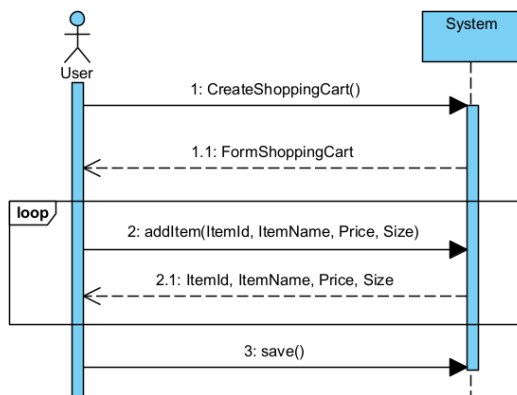 System
User
1: CreateShoppingCart()
1.1: FormShoppingCart
loop
2: addItem(ItemId, ItemName, Price, Size)
2.1: ItemId, ItemName, Price, Size
3: save()